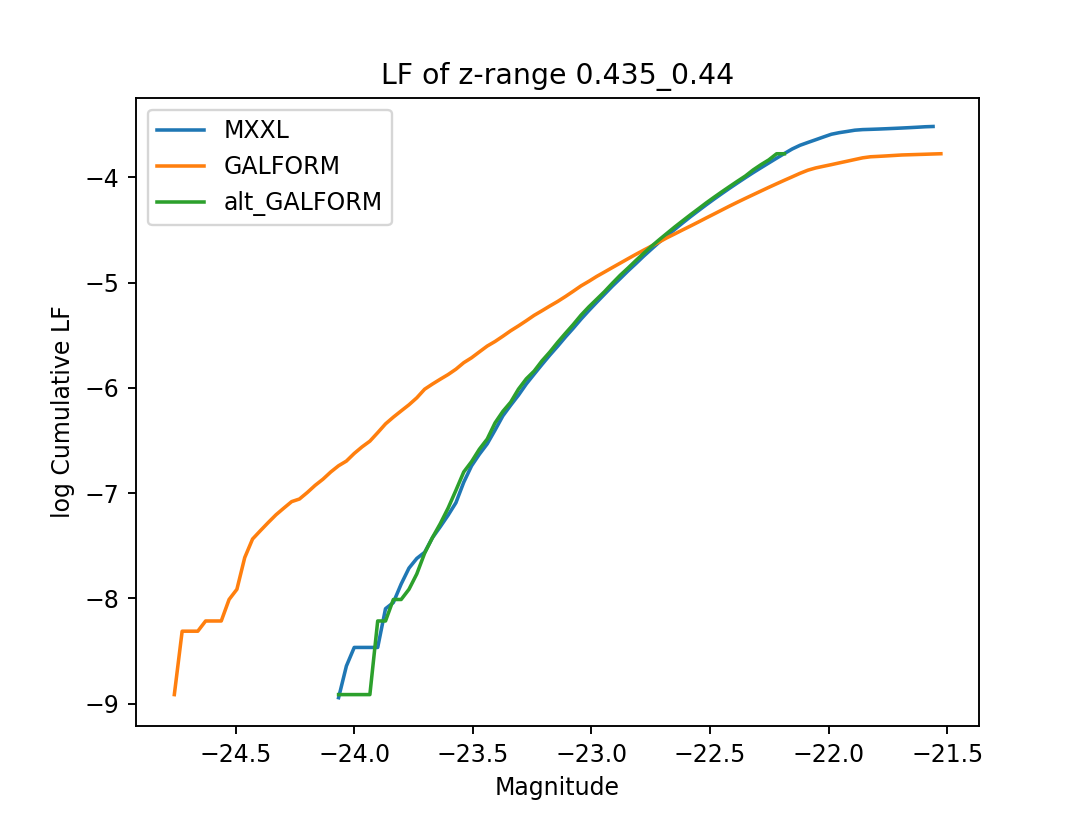 LF of z-range 0.435_0.44
MXXL
GALFORM
alt_GALFORM
−4
−5
−6
−7
−8
−9
log Cumulative LF
−24.5 −24.0 −23.5 −23.0 −22.5 −22.0 −21.5
Magnitude